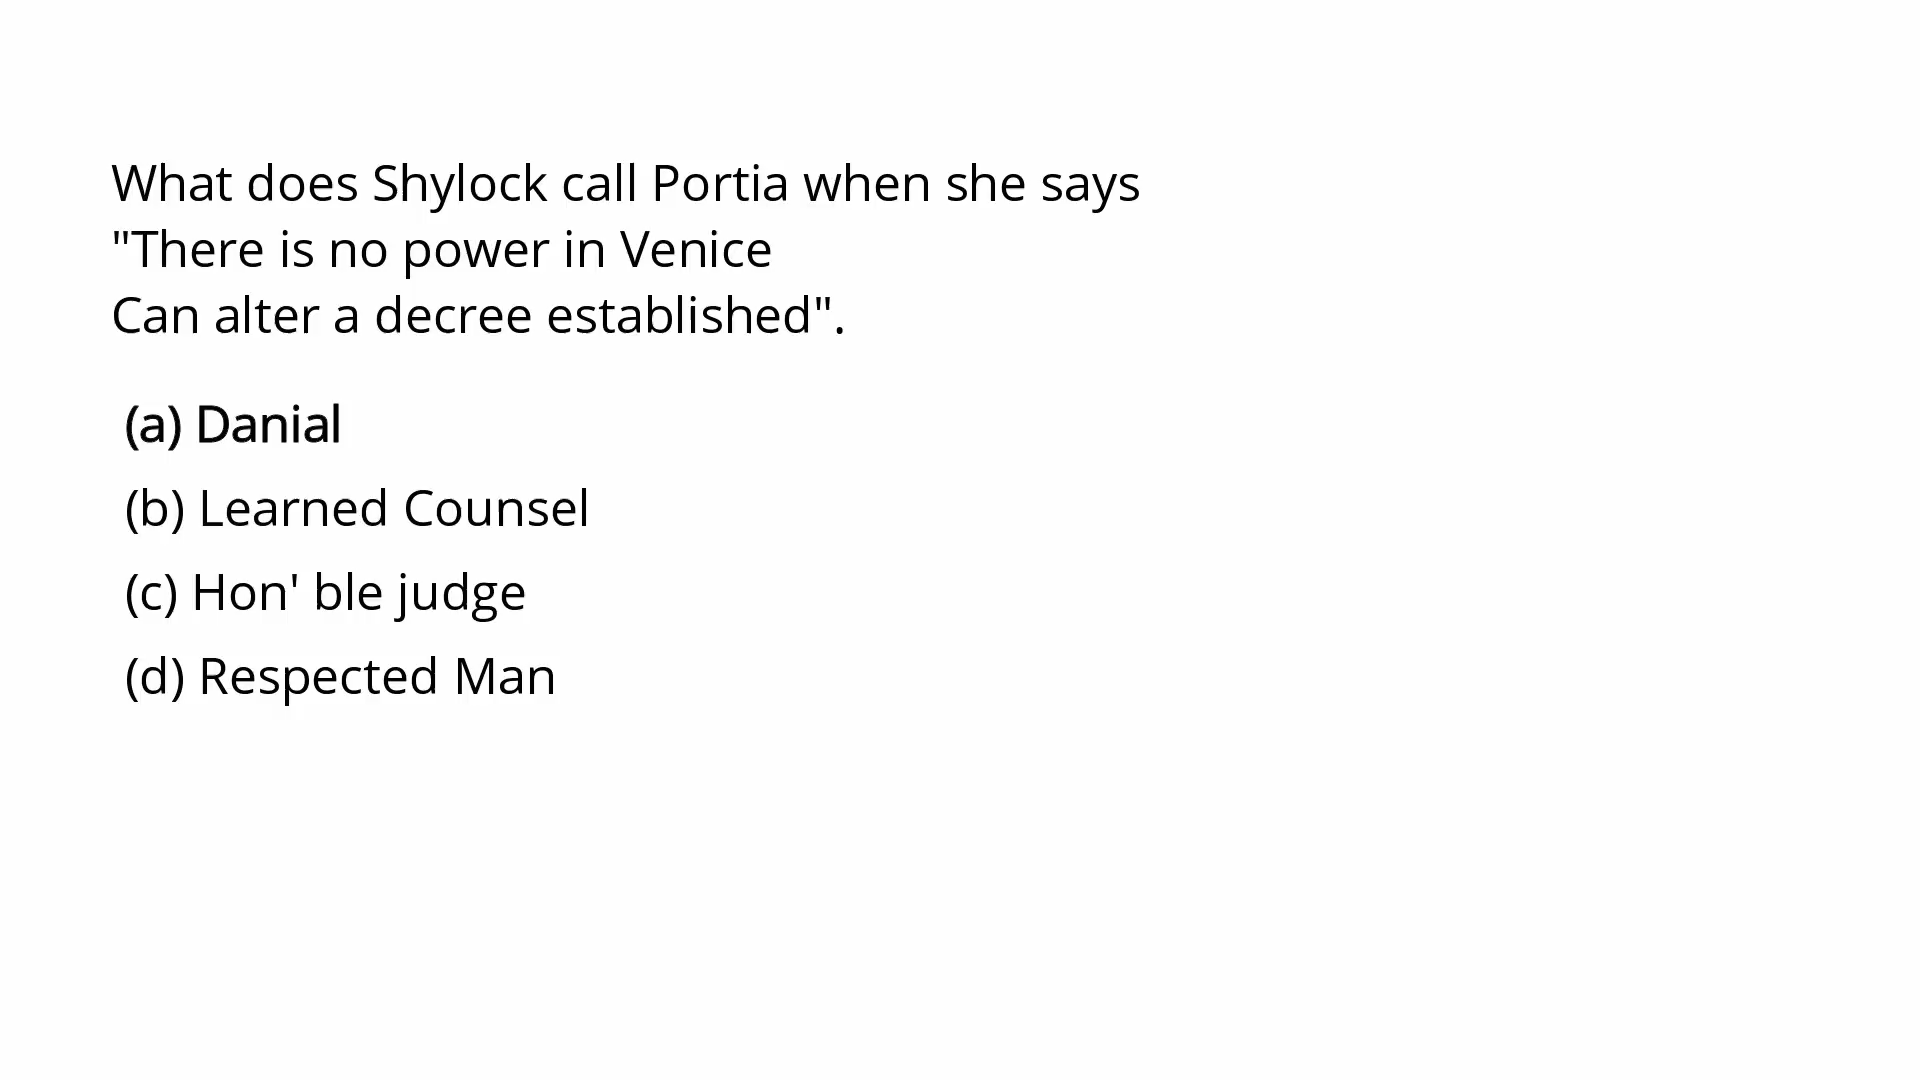 What does Shylock call Portia when she says
"There is no power in Venice
Can alter a decree established".
(a) Danial
(b) Learned Counsel
(c) Hon' ble judge
(d) Respected Man